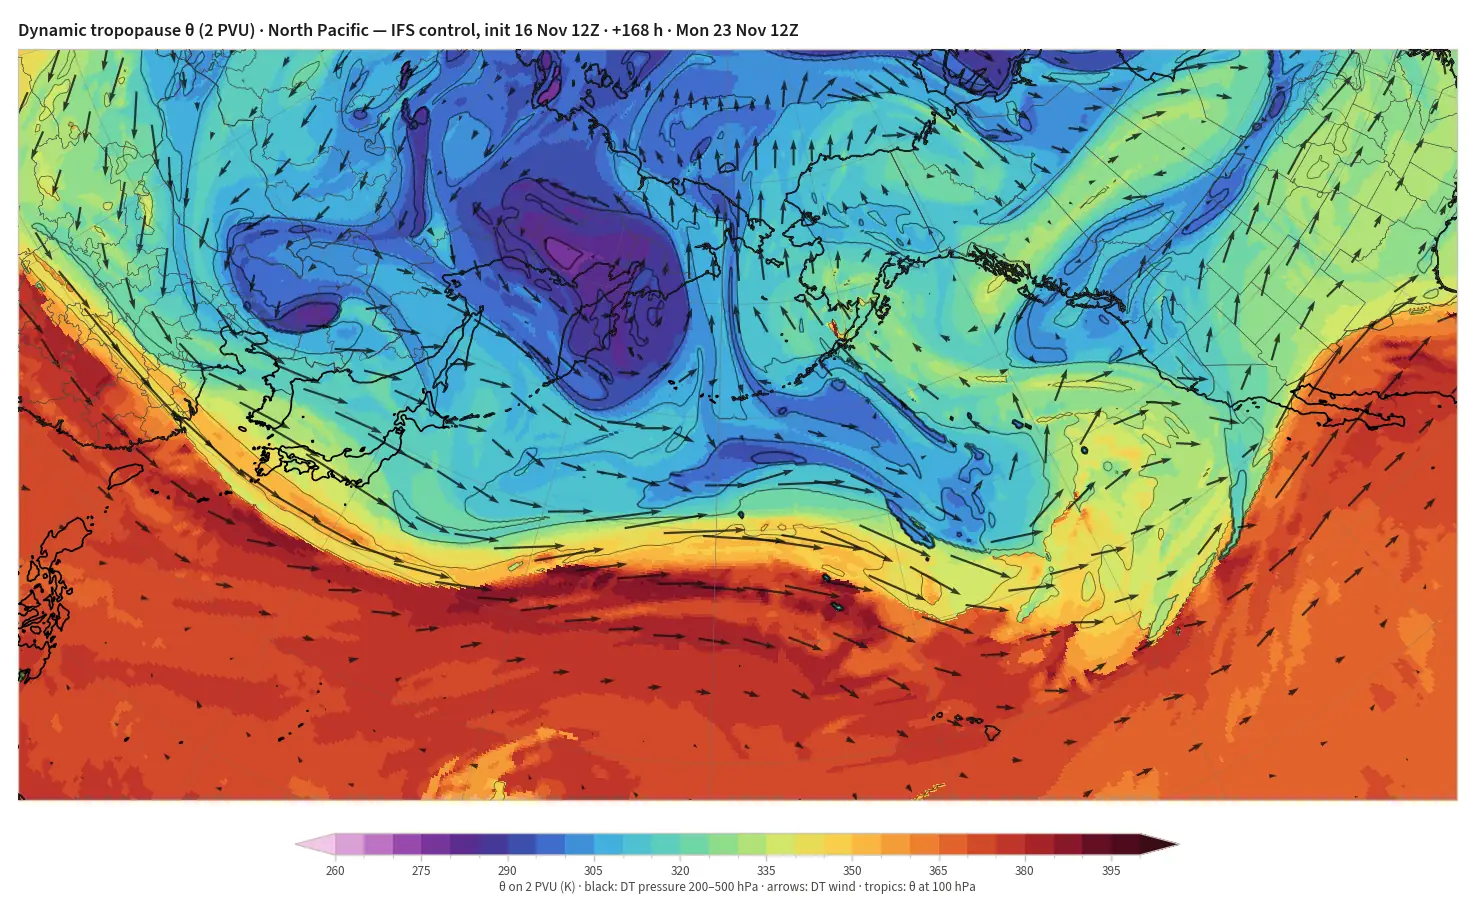 Dynamic tropopause θ (2 PVU) · North Pacific — IFS control, init 16 Nov 12Z · +168 h · Mon 23 Nov 12Z
260 275 290 305 320 335 350 365 380 395
θ on 2 PVU (K) · black: DT pressure 200–500 hPa · arrows: DT wind · tropics: θ at 100 hPa